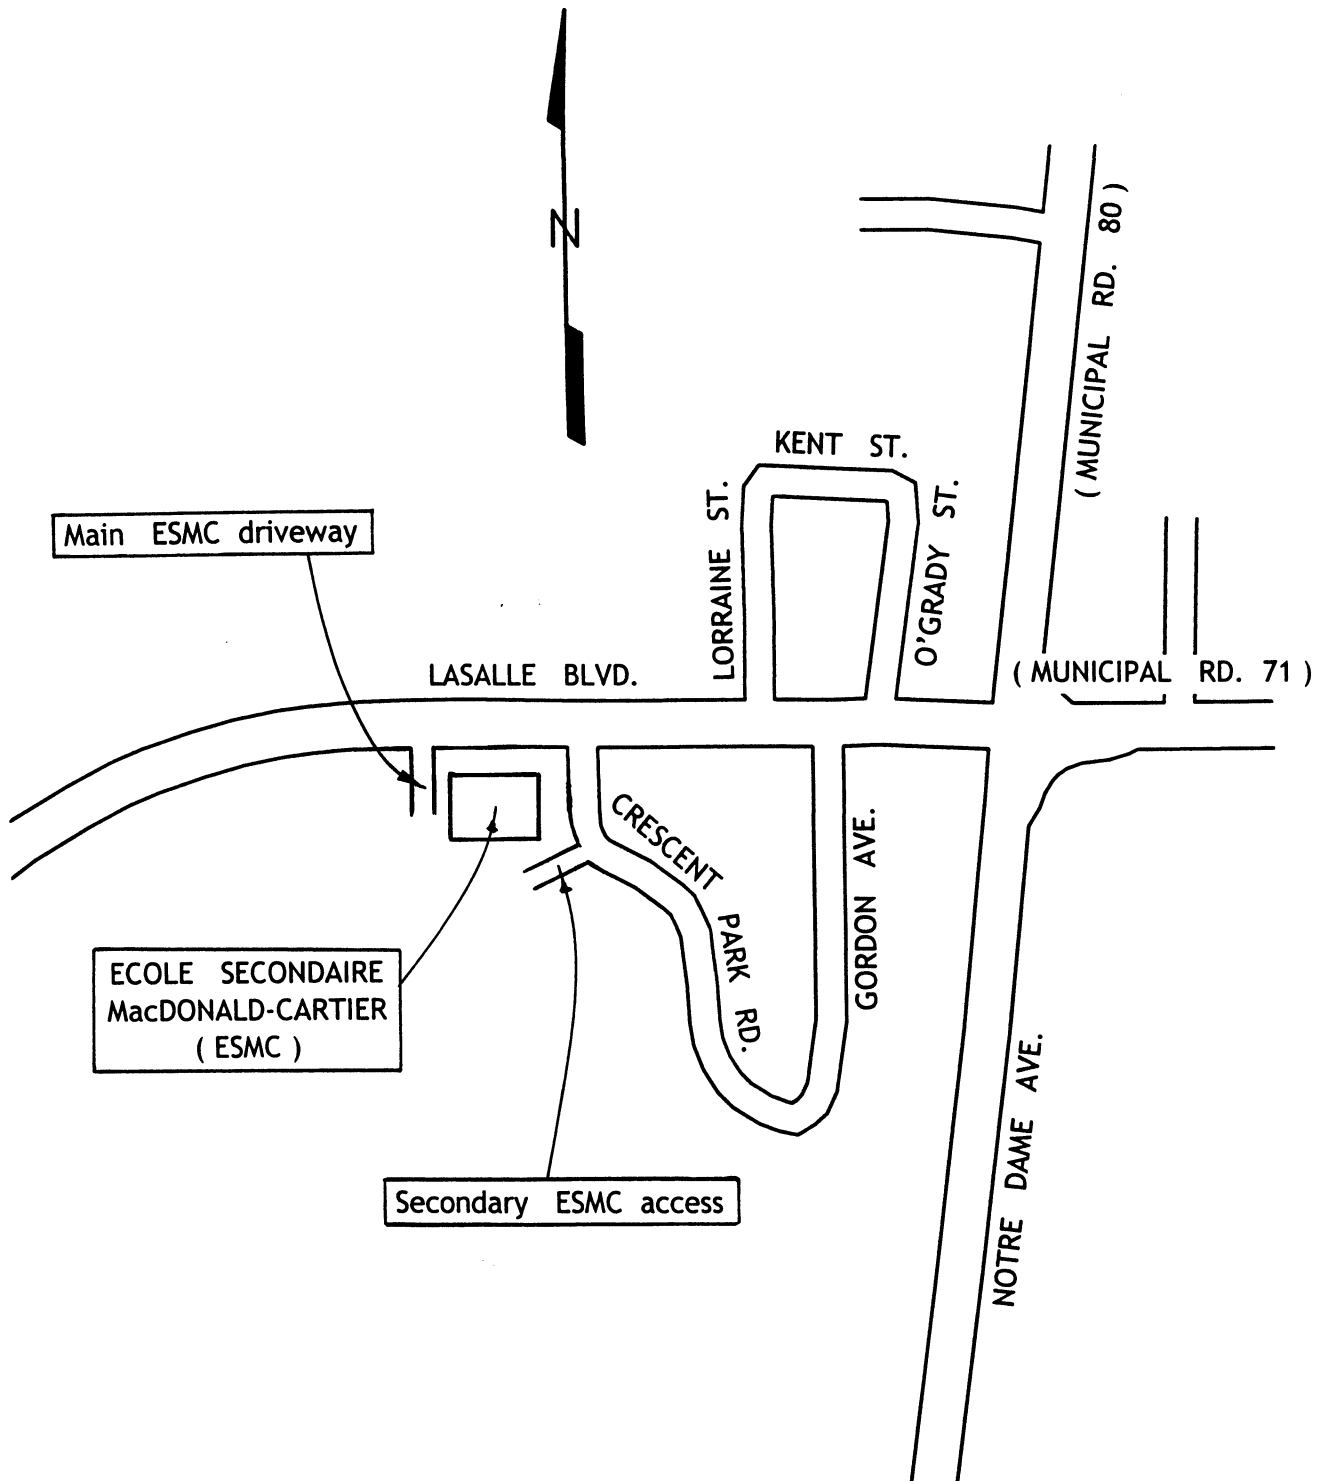 N
( MUNICIPAL RD. 80 )
KENT ST.
LORRAINE ST.
O'GRADY ST.
Main ESMC driveway
LASALLE BLVD.
( MUNICIPAL RD. 71 )
CRESCENT PARK RD.
GORDON AVE.
ECOLE SECONDAIRE
MacDONALD-CARTIER
( ESMC )
NOTRE DAME AVE.
Secondary ESMC access